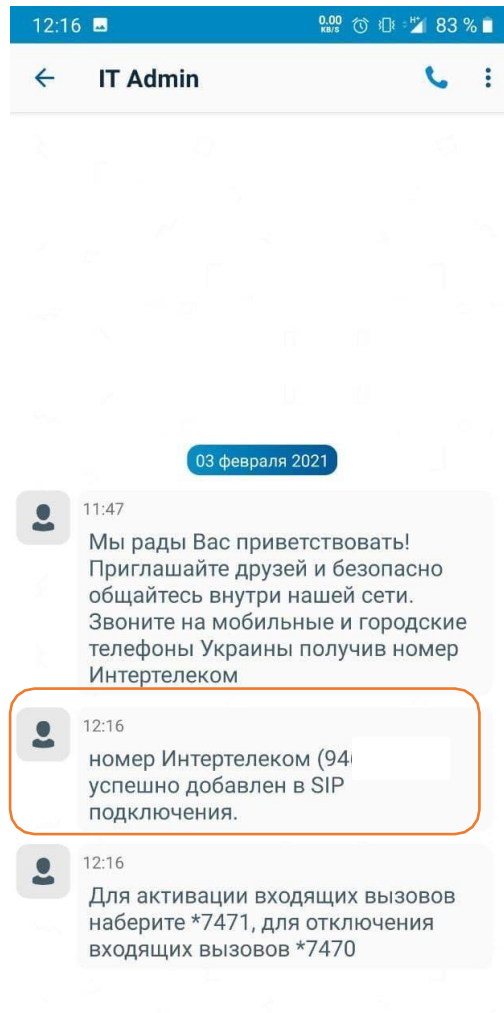 12:16
0.00
KB/S
H+
83 %
IT Admin
03 февраля 2021
11:47
Мы рады Вас приветствовать!
Приглашайте друзей и безопасно
общайтесь внутри нашей сети.
Звоните на мобильные и городские
телефоны Украины получив номер
Интертелеком
12:16
номер Интертелеком (94
успешно добавлен в SIP
подключения.
12:16
Для активации входящих вызовов
наберите *7471, для отключения
входящих вызовов *7470